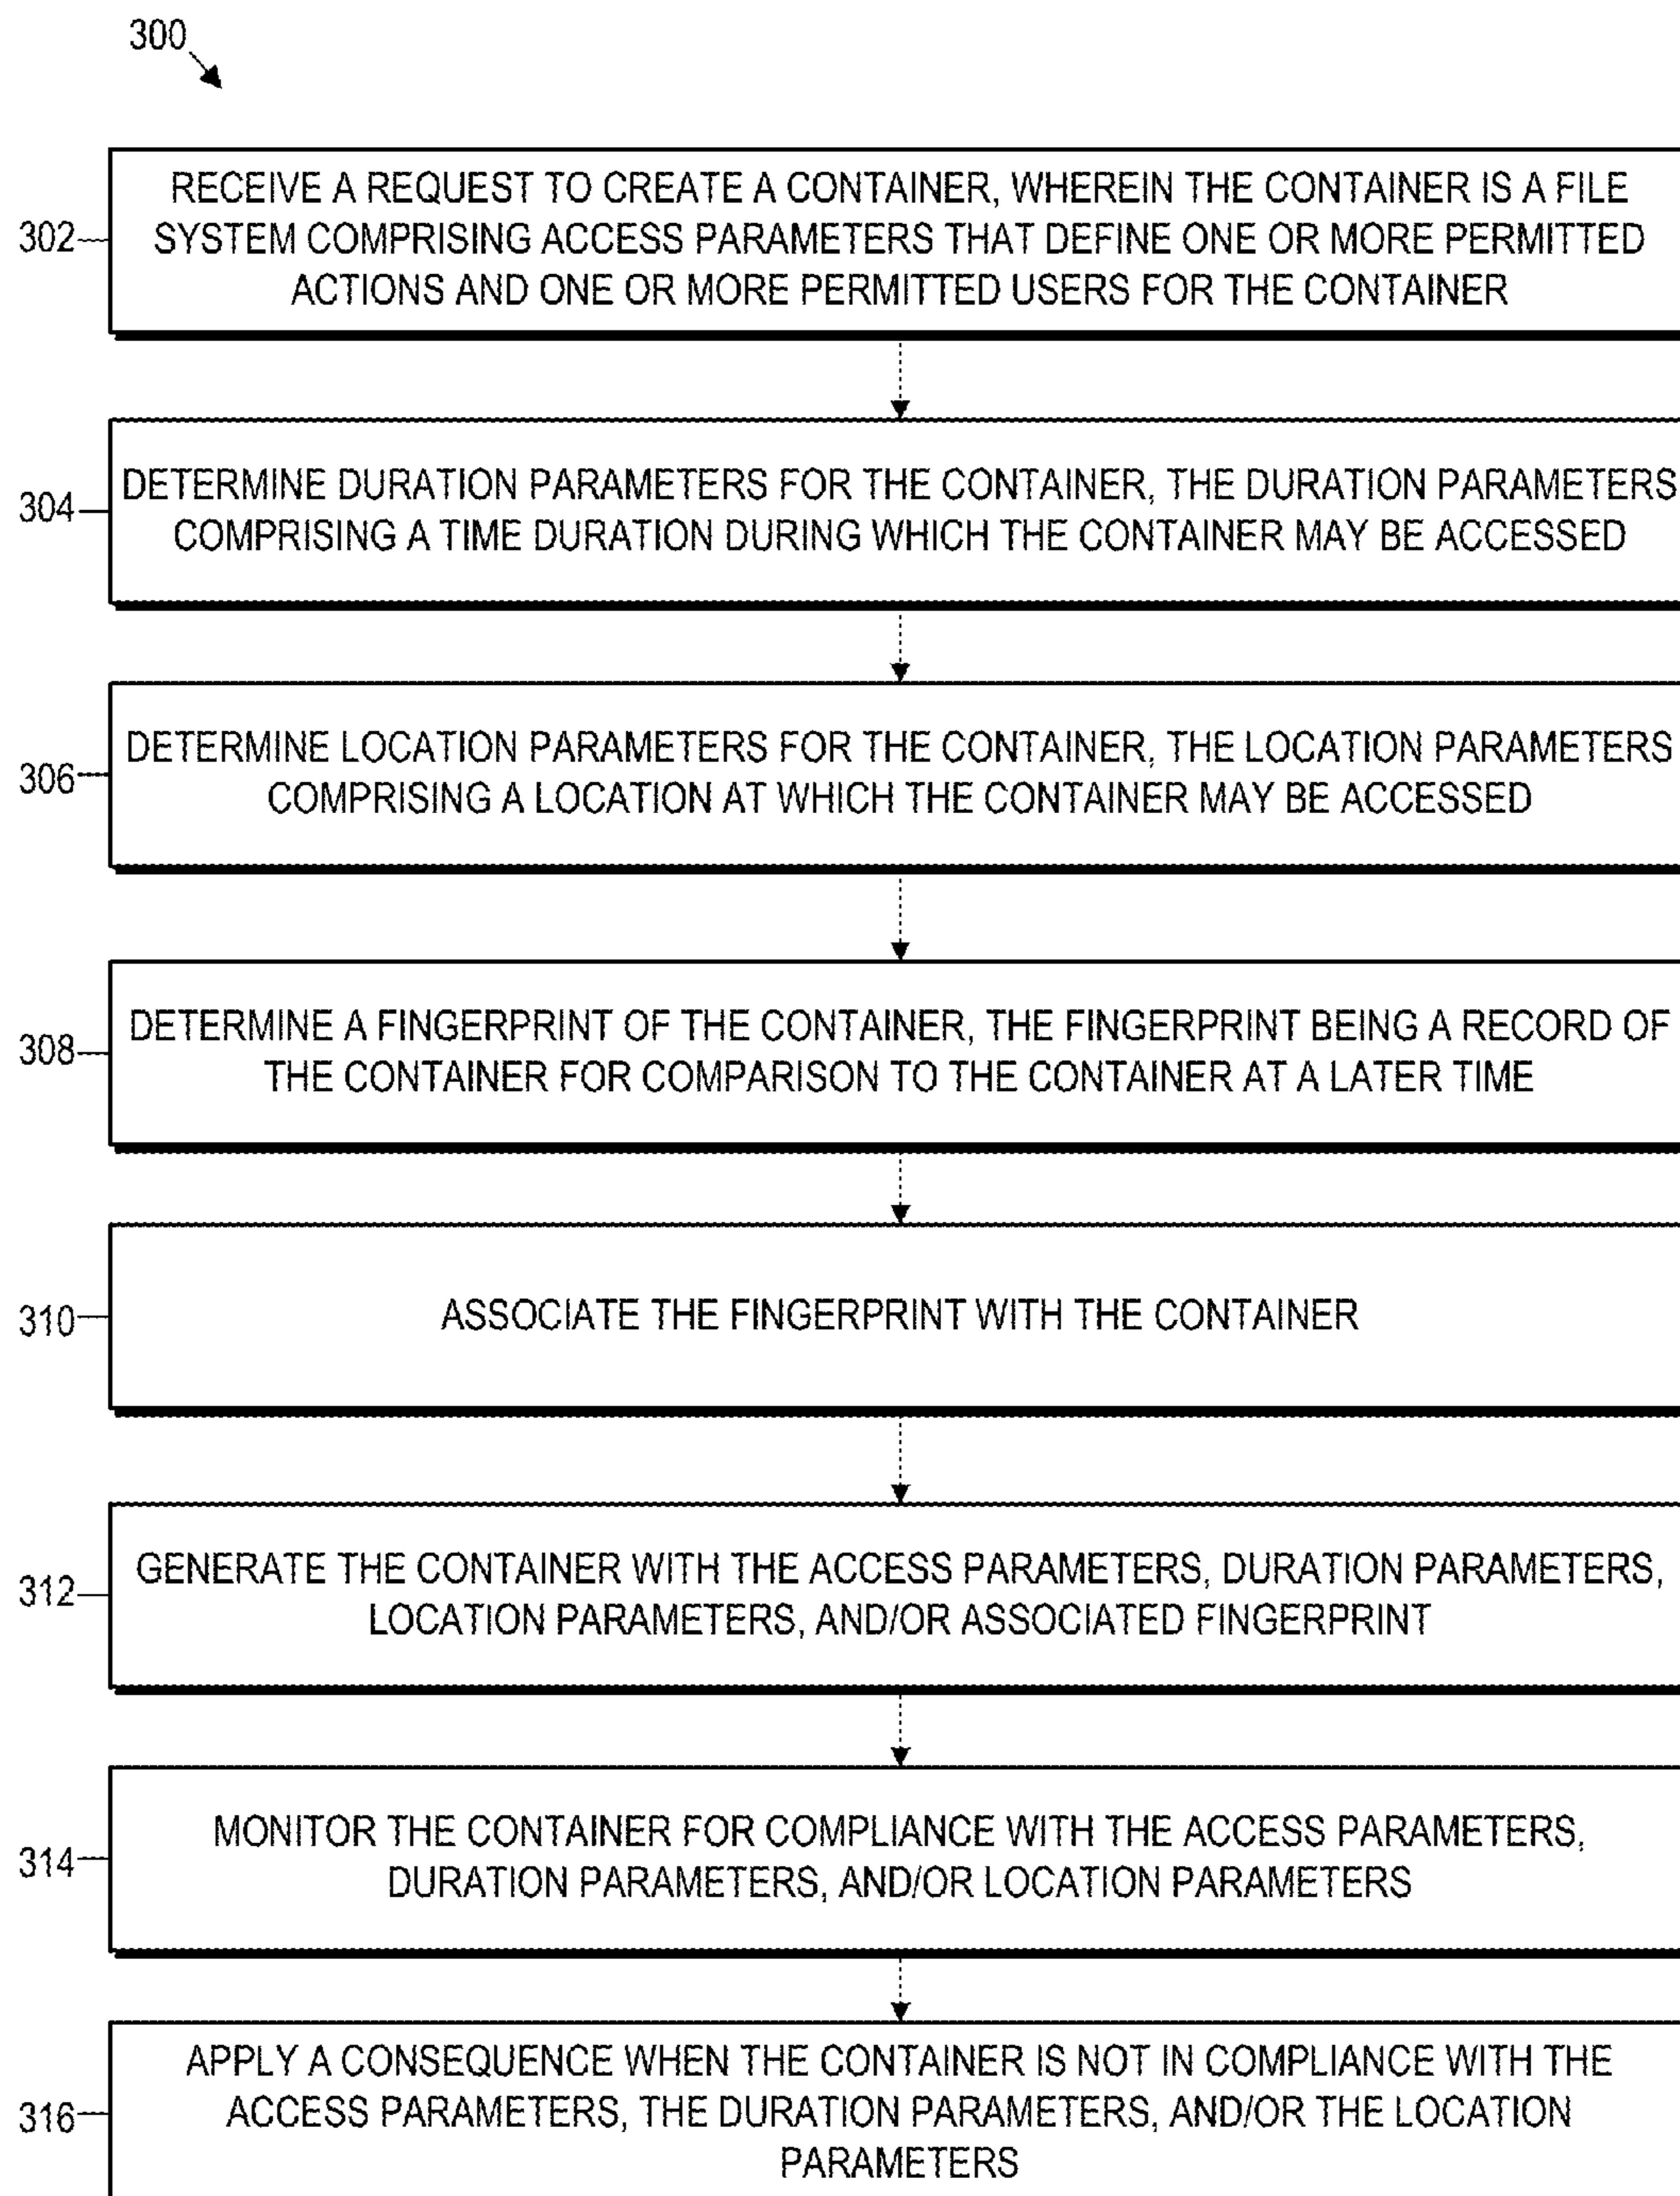 300
RECEIVE A REQUEST TO CREATE A CONTAINER, WHEREIN THE CONTAINER IS A FILE
302
SYSTEM COMPRISING ACCESS PARAMETERS THAT DEFINE ONE OR MORE PERMITTED
ACTIONS AND ONE OR MORE PERMITTED USERS FOR THE CONTAINER
304
DETERMINE DURATION PARAMETERS FOR THE CONTAINER, THE DURATION PARAMETERS
COMPRISING A TIME DURATION DURING WHICH THE CONTAINER MAY BE ACCESSED
306
DETERMINE LOCATION PARAMETERS FOR THE CONTAINER, THE LOCATION PARAMETERS
COMPRISING A LOCATION AT WHICH THE CONTAINER MAY BE ACCESSED
308
DETERMINE A FINGERPRINT OF THE CONTAINER, THE FINGERPRINT BEING A RECORD OF
THE CONTAINER FOR COMPARISON TO THE CONTAINER AT A LATER TIME
310
ASSOCIATE THE FINGERPRINT WITH THE CONTAINER
312
GENERATE THE CONTAINER WITH THE ACCESS PARAMETERS, DURATION PARAMETERS,
LOCATION PARAMETERS, AND/OR ASSOCIATED FINGERPRINT
314
MONITOR THE CONTAINER FOR COMPLIANCE WITH THE ACCESS PARAMETERS,
DURATION PARAMETERS, AND/OR LOCATION PARAMETERS
316
APPLY A CONSEQUENCE WHEN THE CONTAINER IS NOT IN COMPLIANCE WITH THE
ACCESS PARAMETERS, THE DURATION PARAMETERS, AND/OR THE LOCATION
PARAMETERS